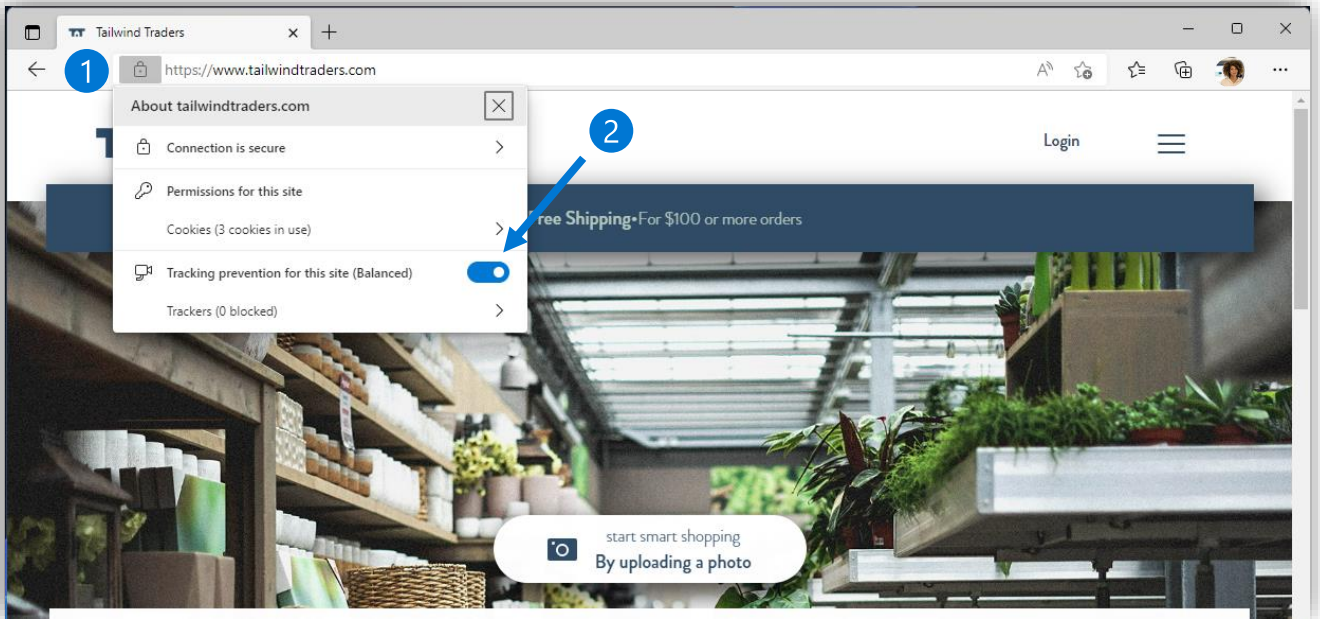 Tailwind Traders
1
https://www.tailwindtraders.com
About tailwindtraders.com
Connection is secure
2
Login
Permissions for this site
Cookies (3 cookies in use)
Free Shipping•For $100 or more orders
Tracking prevention for this site (Balanced)
Trackers (0 blocked)
start smart shopping
By uploading a photo